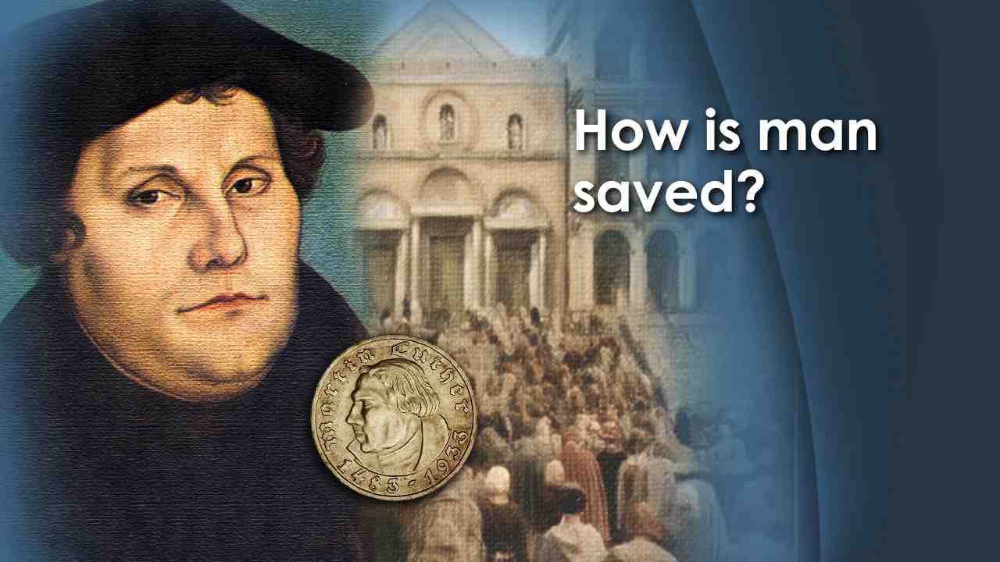 How is man
saved?
Martin Luther
1483-1933